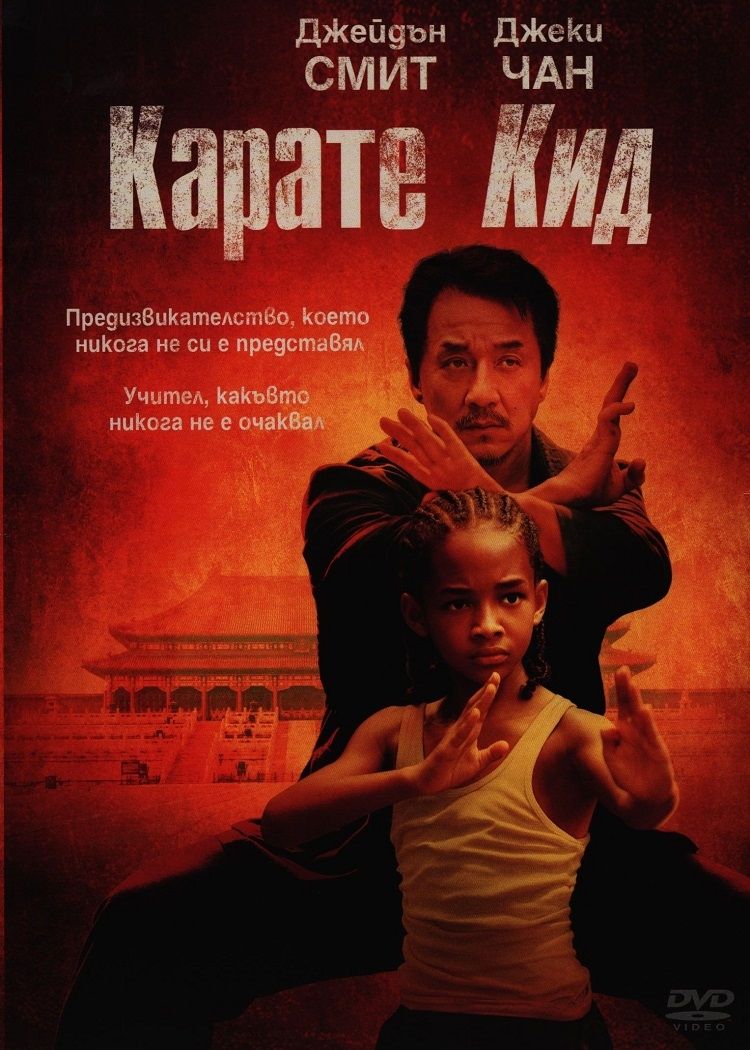 Джейдън Джеки
СМИТ ЧАН
Карате Кид
Предизвикателство, което
никога не си е представял
Учител, какъвто
никога не е очаквал
DVD
VIDEO